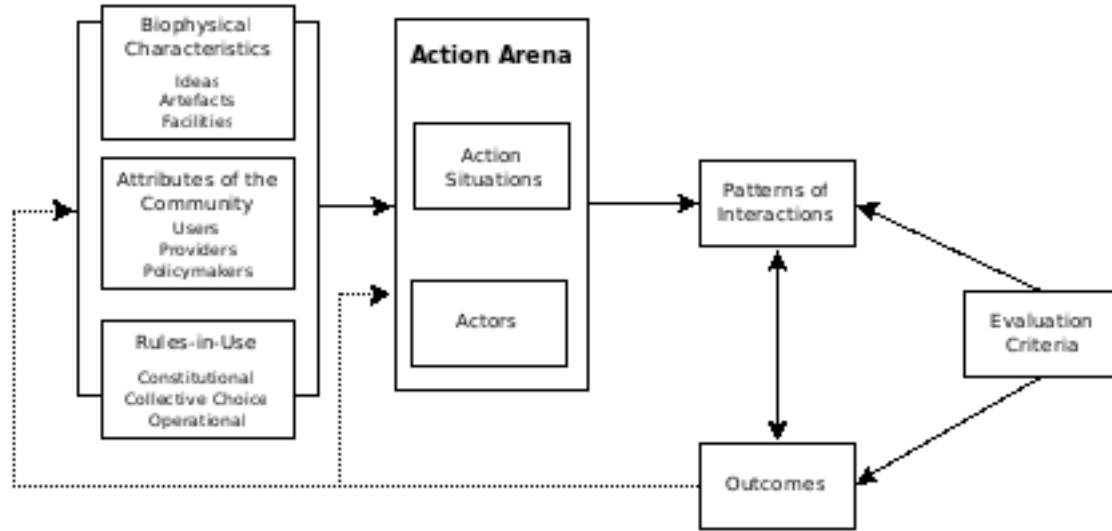 Biophysical
Characteristics
Ideas
Artefacts
Facilities
Attributes of the
Community
Users
Providers
Policymakers
Rules-in-Use
Constitutional
Collective Choice
Operational
Action Arena
Action
Situations
Actors
Patterns of
Interactions
Outcomes
Evaluation
Criteria